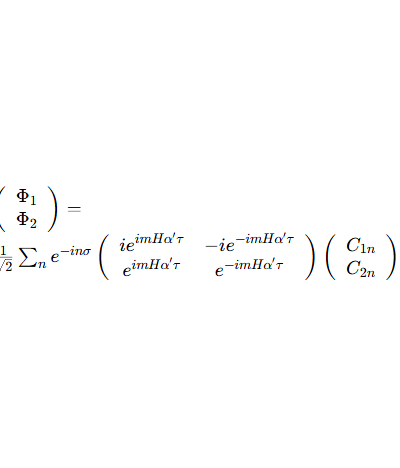 ( Φ₁ Φ₂ ) =
1/√2 ∑ₙ e^{-inσ} ( ie^{imHα′τ} -ie^{-imHα′τ} e^{imHα′τ} e^{-imHα′τ} ) ( C₁ₙ C₂ₙ )